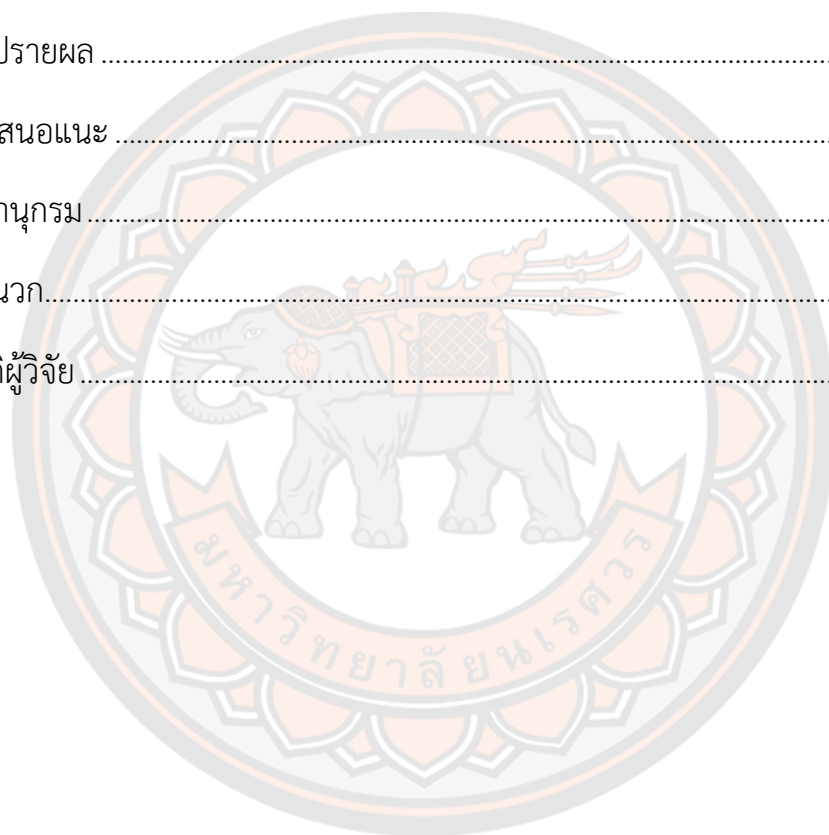 ปรายผล
สนอแนะ
านุกรม
นวก
ผู้วิจัย
มหาวิทยาลัยนเรศวร